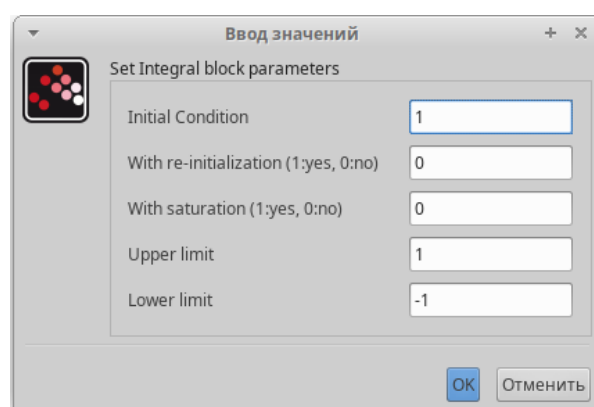 Ввод значений
Set Integral block parameters
Initial Condition 1
With re-initialization (1:yes, 0:no) 0
With saturation (1:yes, 0:no) 0
Upper limit 1
Lower limit -1
OK Отменить